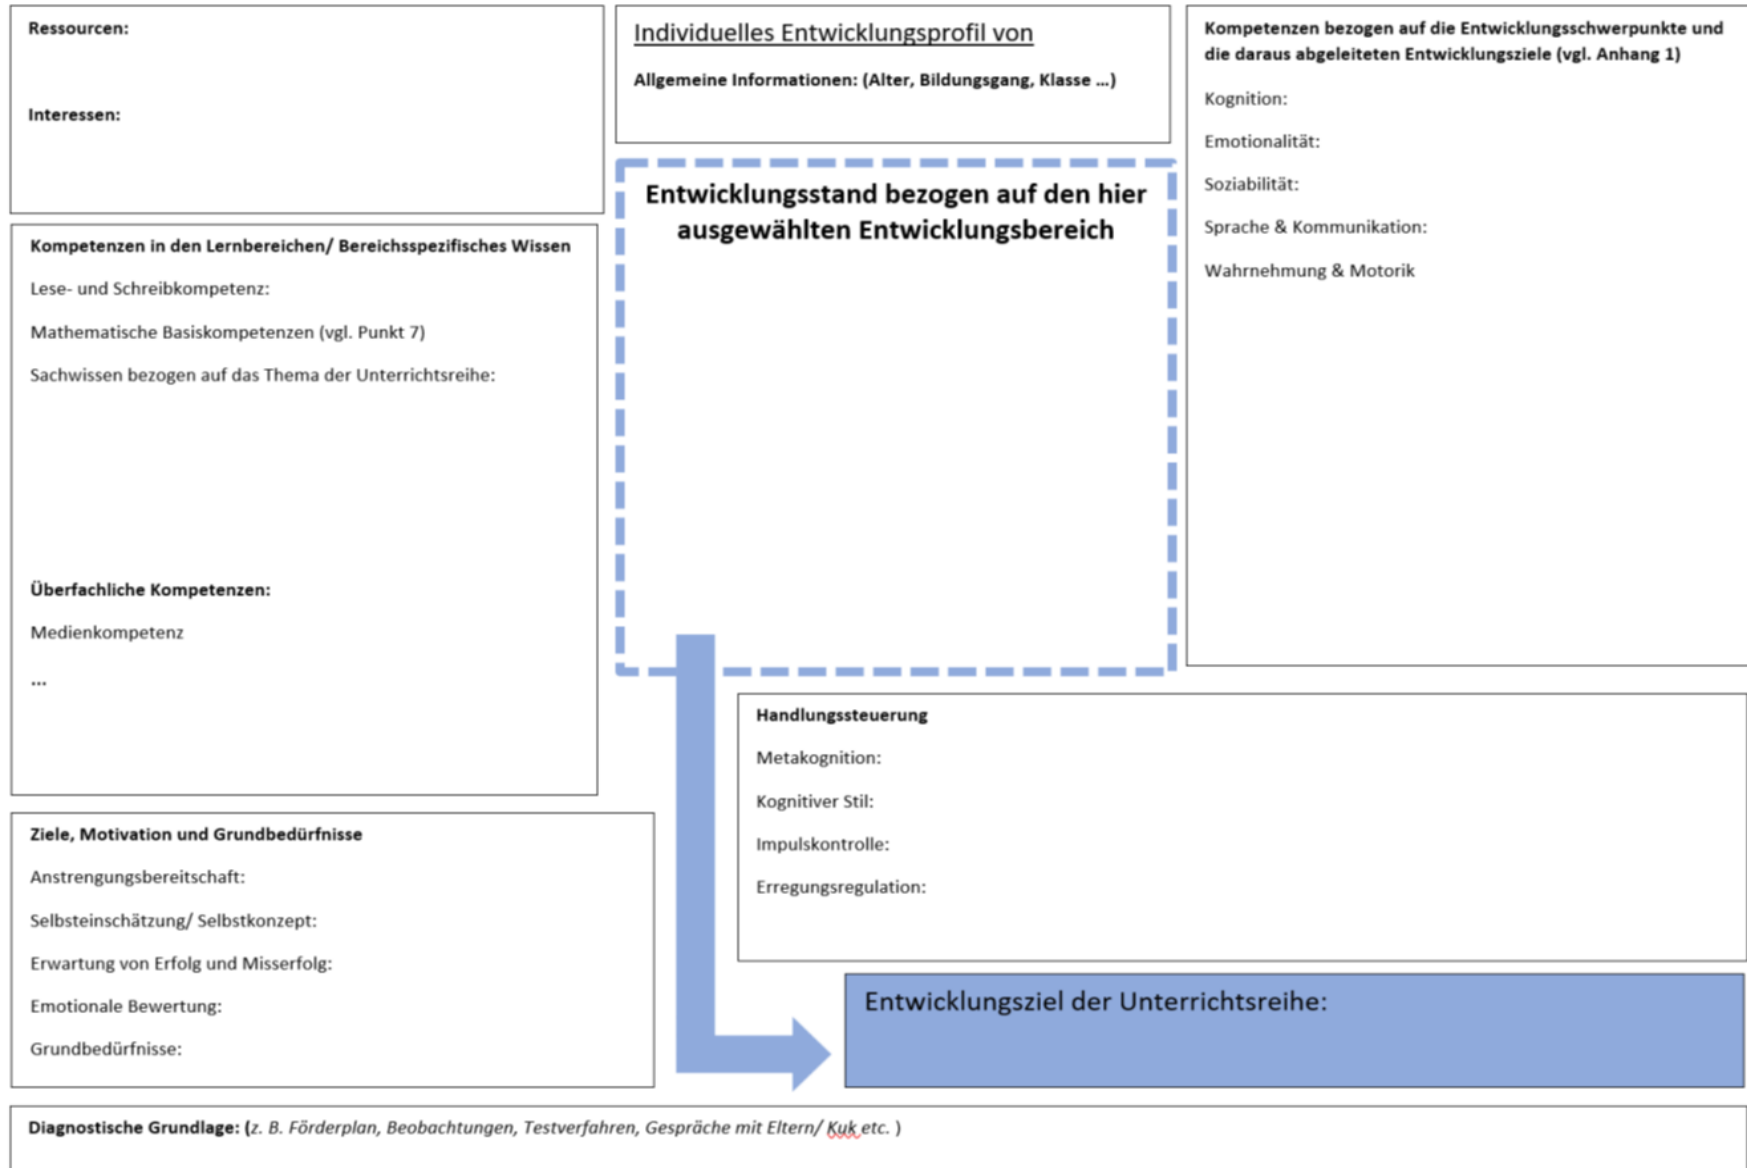 Ressourcen:
Interessen:
Individuelles Entwicklungsprofil von
Allgemeine Informationen: (Alter, Bildungsgang, Klasse ...)
Kompetenzen bezogen auf die Entwicklungsschwerpunkte und
die daraus abgeleiteten Entwicklungsziele (vgl. Anhang 1)
Kognition:
Emotionalität:
Soziabilität:
Sprache & Kommunikation:
Wahrnehmung & Motorik
Entwicklungsstand bezogen auf den hier
ausgewählten Entwicklungsbereich
Kompetenzen in den Lernbereichen/ Bereichsspezifisches Wissen
Lese- und Schreibkompetenz:
Mathematische Basiskompetenzen (vgl. Punkt 7)
Sachwissen bezogen auf das Thema der Unterrichtsreihe:
Überfachliche Kompetenzen:
Medienkompetenz
...
Handlungssteuerung
Metakognition:
Kognitiver Stil:
Impulskontrolle:
Erregungsregulation:
Ziele, Motivation und Grundbedürfnisse
Anstrengungsbereitschaft:
Selbsteinschätzung/ Selbstkonzept:
Erwartung von Erfolg und Misserfolg:
Emotionale Bewertung:
Grundbedürfnisse:
Entwicklungsziel der Unterrichtsreihe:
Diagnostische Grundlage: (z. B. Förderplan, Beobachtungen, Testverfahren, Gespräche mit Eltern/ Kuk etc. )